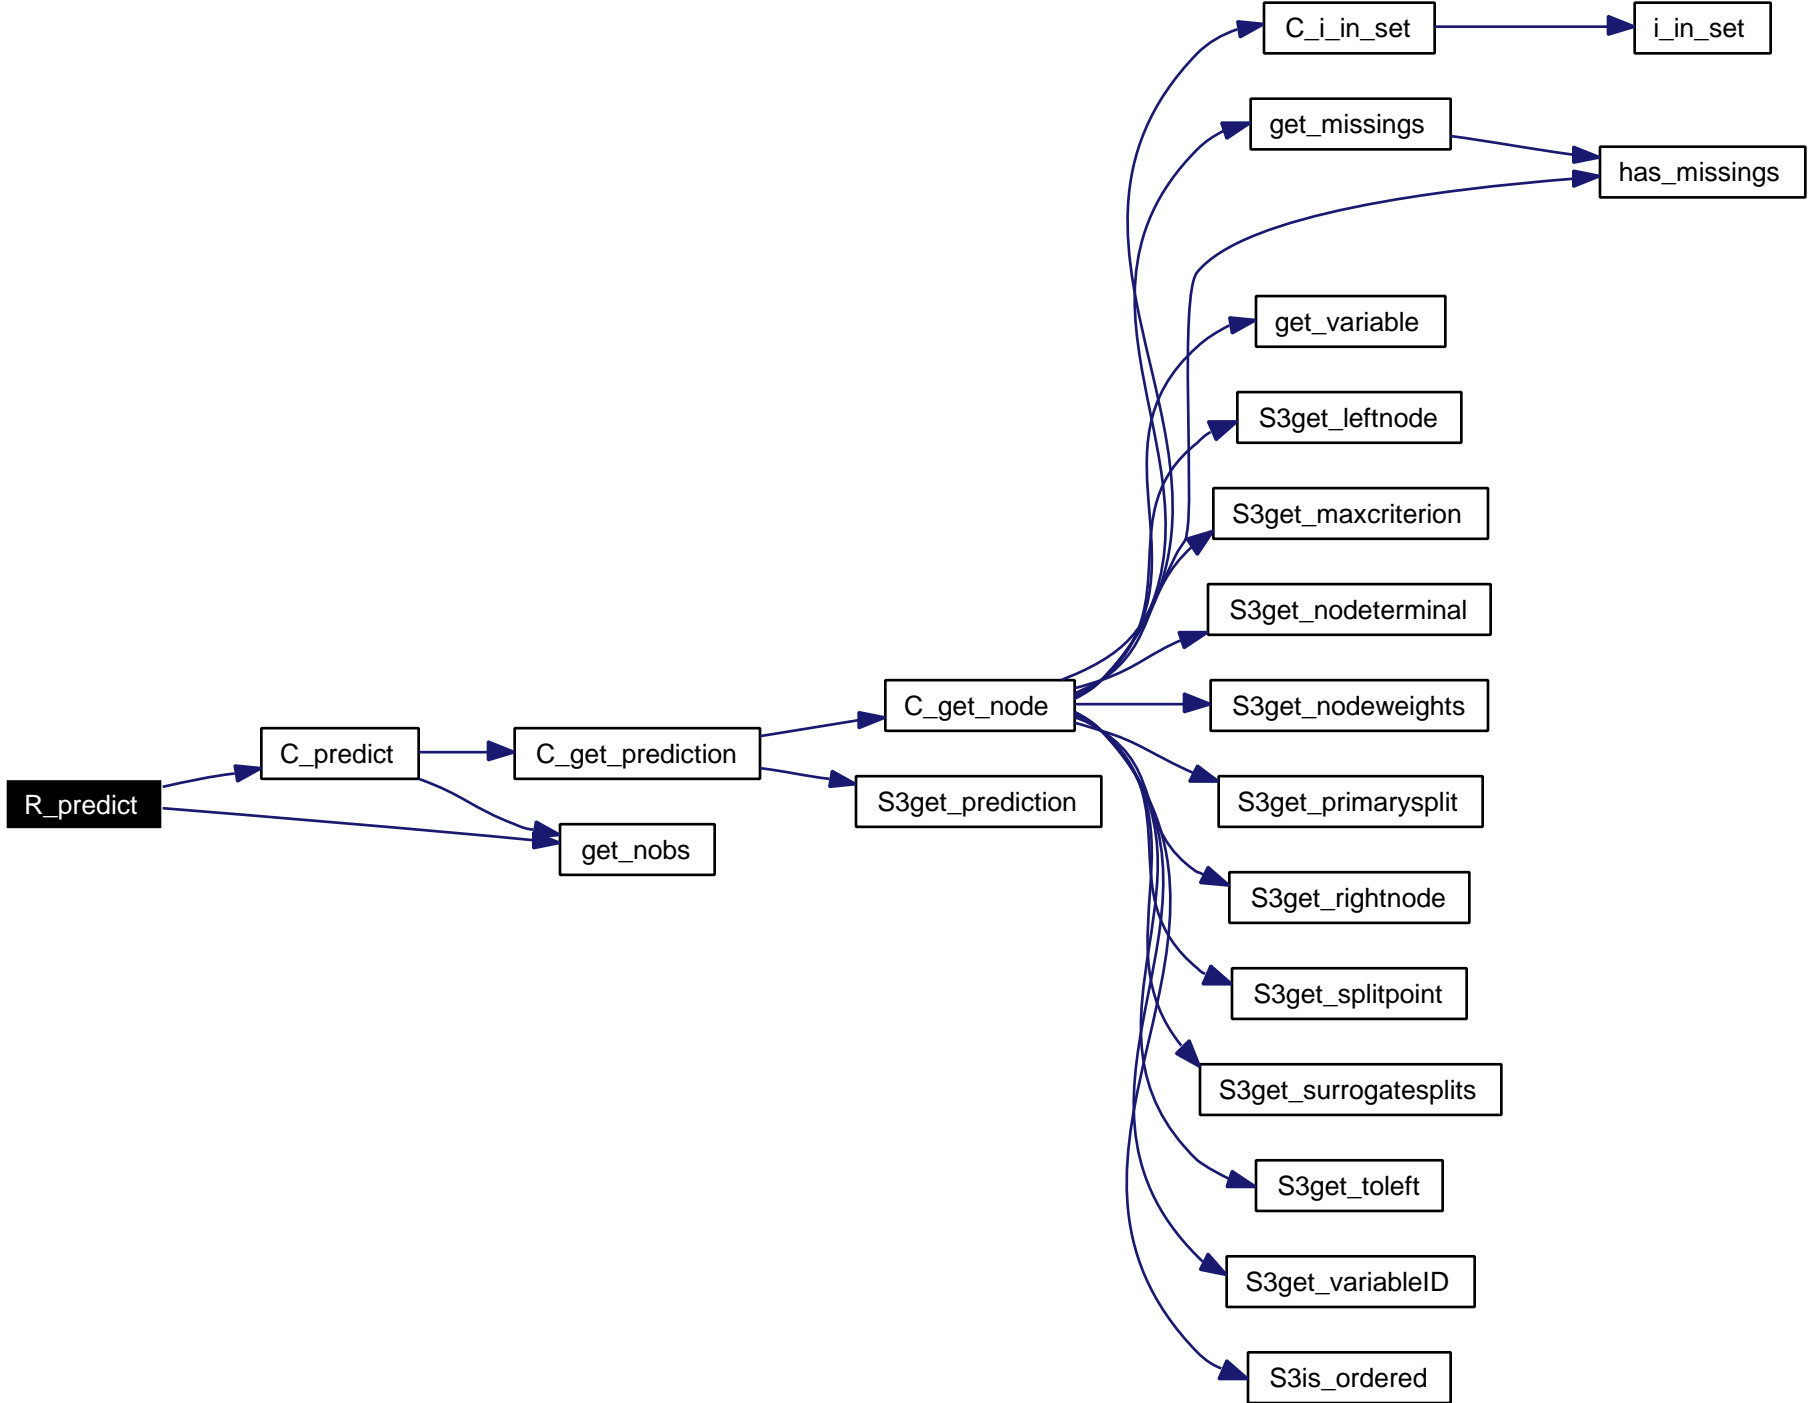 C_i_in_set
i_in_set
get_missings
has_missings
get_variable
S3get_leftnode
S3get_maxcriterion
S3get_nodeterminal
C_get_node
S3get_nodeweights
C_predict
C_get_prediction
R_predict
S3get_prediction
S3get_primarysplit
get_nobs
S3get_rightnode
S3get_splitpoint
S3get_surrogatesplits
S3get_toleft
S3get_variableID
S3is_ordered